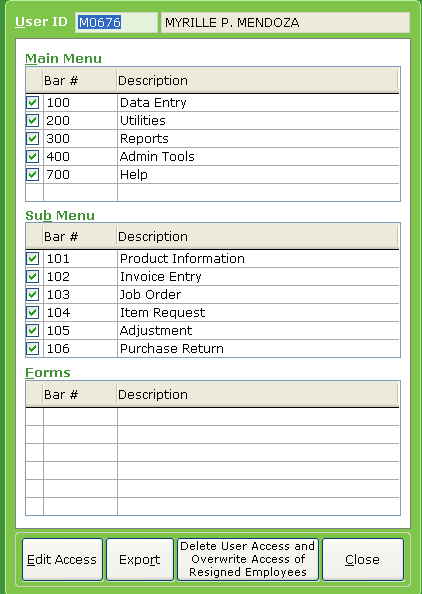 User ID M0676 MYRILLE P. MENDOZA
Main Menu
Bar # Description
100 Data Entry
200 Utilities
300 Reports
400 Admin Tools
700 Help
Sub Menu
Bar # Description
101 Product Information
102 Invoice Entry
103 Job Order
104 Item Request
105 Adjustment
106 Purchase Return
Forms
Bar # Description
Edit Access Export Delete User Access and Close
Overwrite Access of
Resigned Employees